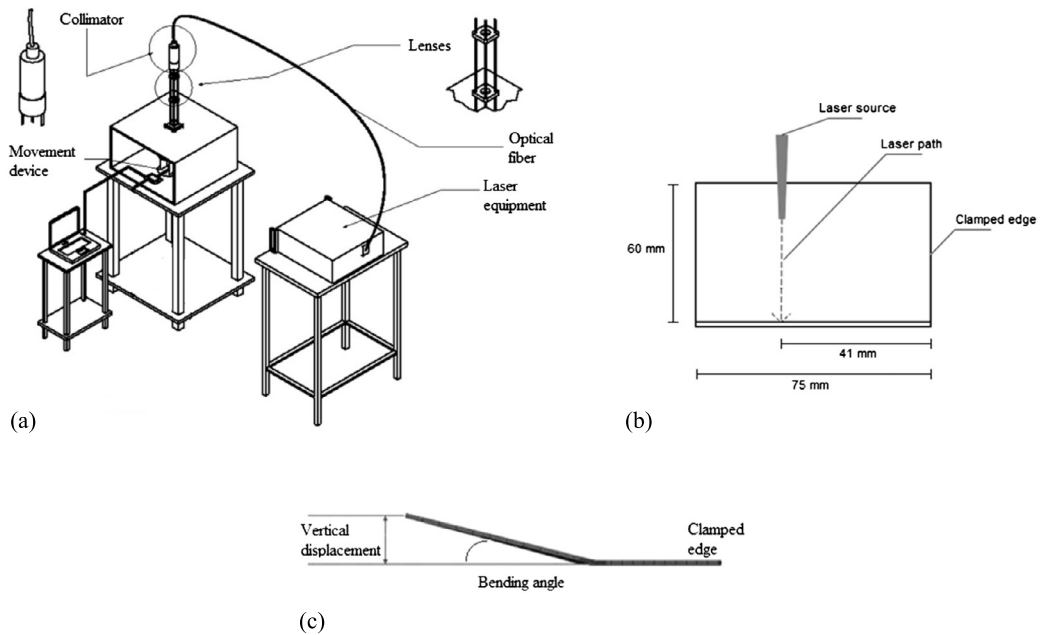 Collimator
Lenses
Movement
device
Optical
fiber
Laser
equipment
(a)
Laser source
Laser path
Clamped edge
60 mm
41 mm
75 mm
(b)
Vertical
displacement
Clamped
edge
Bending angle
(c)